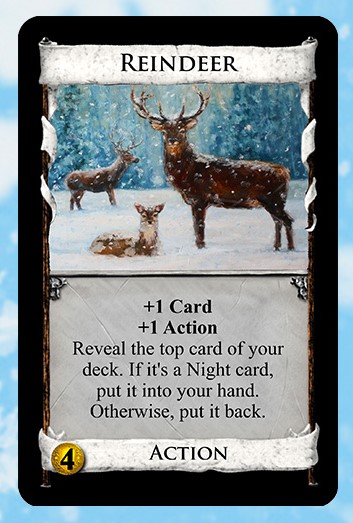 REINDEER
+1 Card
+1 Action
Reveal the top card of your
deck. If it's a Night card,
put it into your hand.
Otherwise, put it back.
4
ACTION